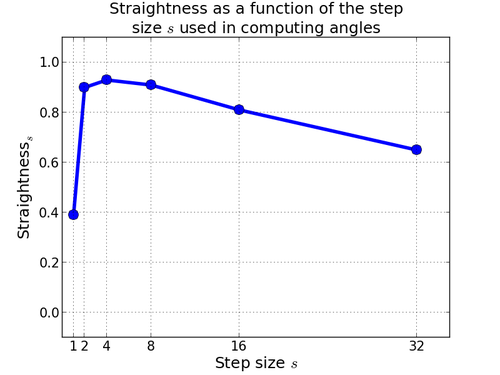 Straightness as a function of the step
size s used in computing angles
1.0
0.8
0.6
0.4
0.2
0.0
Straightness_s
1 2 4 8 16 32
Step size s